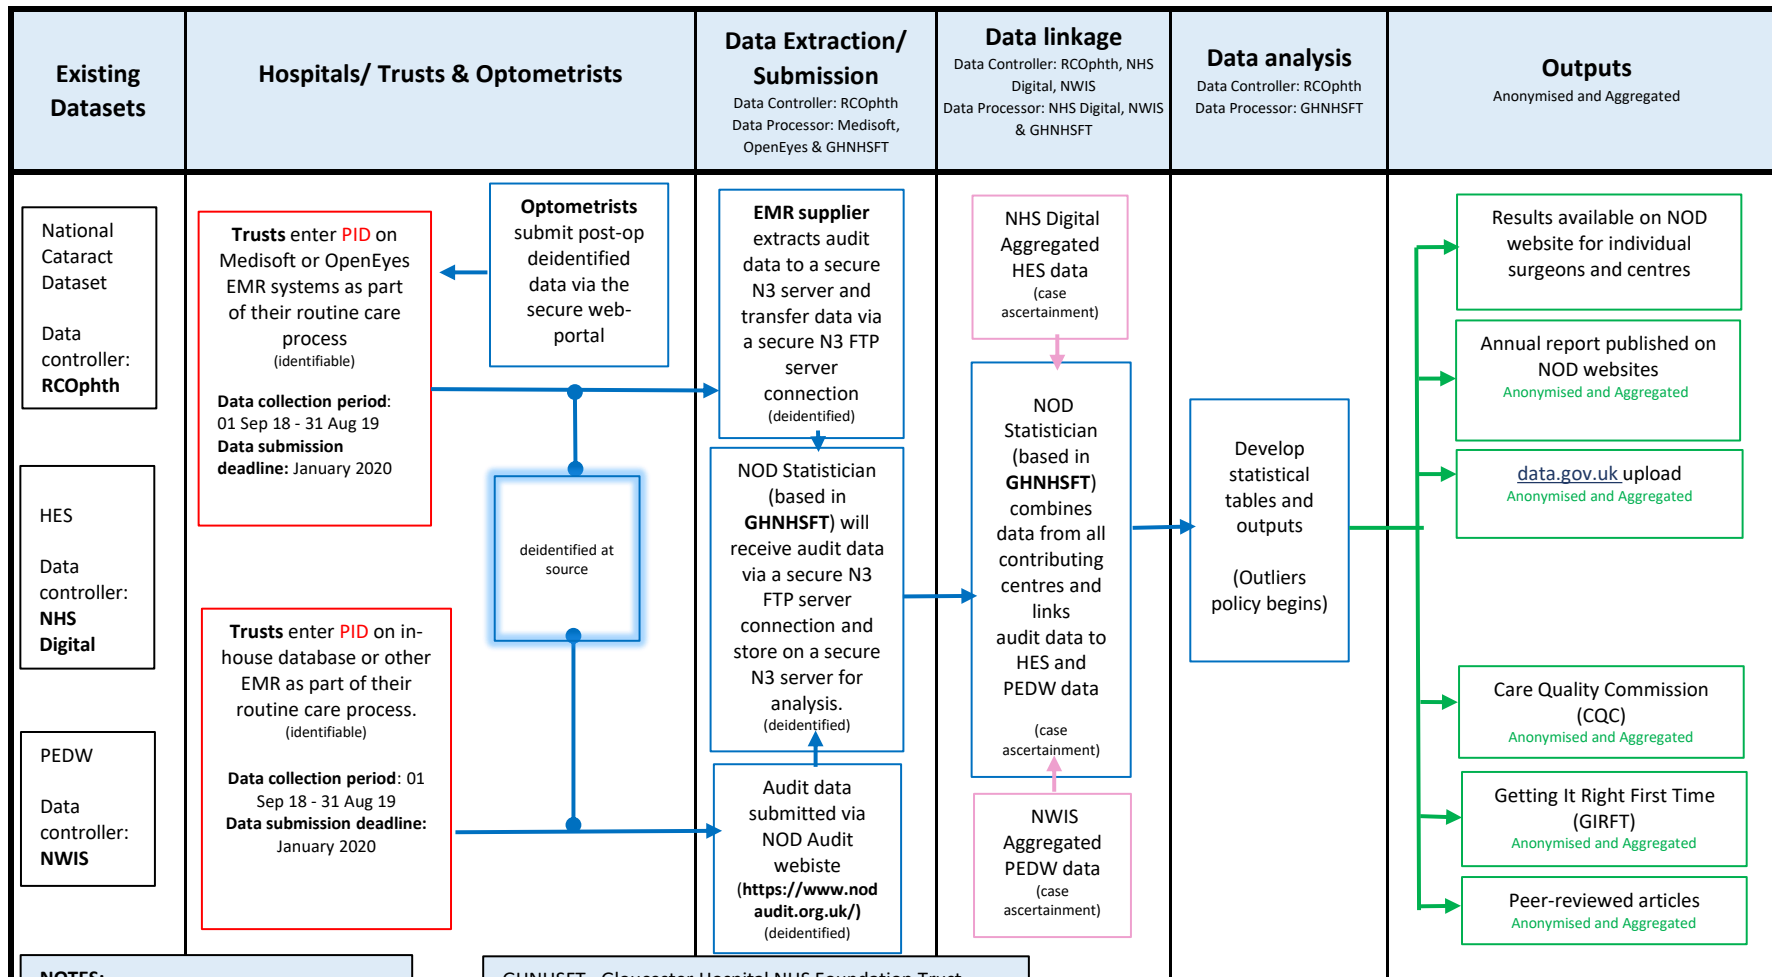 Existing
Datasets
Hospitals/ Trusts & Optometrists
Data Extraction/
Submission
Data Controller: RCOphth
Data Processor: Medisoft,
OpenEyes & GHNHSFT
Data linkage
Data Controller: RCOphth, NHS
Digital, NWIS
Data Processor: NHS Digital, NWIS
& GHNHSFT
Data analysis
Data Controller: RCOphth
Data Processor: GHNHSFT
Outputs
Anonymised and Aggregated
National
Cataract
Dataset
Data
controller:
RCOphth
HES
Data
controller:
NHS
Digital
PEDW
Data
controller:
NWIS
Trusts enter PID on
Medisoft or OpenEyes
EMR systems as part
of their routine care
process
(identifiable)
Data collection period:
01 Sep 18 - 31 Aug 19
Data submission
deadline: January 2020
Optometrists
submit post-op
deidentified
data via the
secure web-
portal
deidentified at
source
Trusts enter PID on in-
house database or other
EMR as part of their
routine care process.
(identifiable)
Data collection period: 01
Sep 18 - 31 Aug 19
Data submission deadline:
January 2020
EMR supplier
extracts audit
data to a secure
N3 server and
transfer data via
a secure N3 FTP
server
connection
(deidentified)
NOD Statistician
(based in
GHNHSFT) will
receive audit data
via a secure N3
FTP server
connection and
store on a secure
N3 server for
analysis.
(deidentified)
Audit data
submitted via
NOD Audit
webiste
(https://www.nod
audit.org.uk/)
(deidentified)
NHS Digital
Aggregated
HES data
(case
ascertainment)
NOD
Statistician
(based in
GHNHSFT)
combines
data from all
contributing
centres and
links
audit data to
HES and
PEDW data
(case
ascertainment)
NWIS
Aggregated
PEDW data
(case
ascertainment)
Develop
statistical
tables and
outputs
(Outliers
policy begins)
Results available on NOD
website for individual
surgeons and centres
Annual report published on
NOD websites
Anonymised and Aggregated
data.gov.uk upload
Anonymised and Aggregated
Care Quality Commission
(CQC)
Anonymised and Aggregated
Getting It Right First Time
(GIRFT)
Anonymised and Aggregated
Peer-reviewed articles
Anonymised and Aggregated
NOTES:
GHNHSFT - Gloucester Hospital NHS Foundation Trust